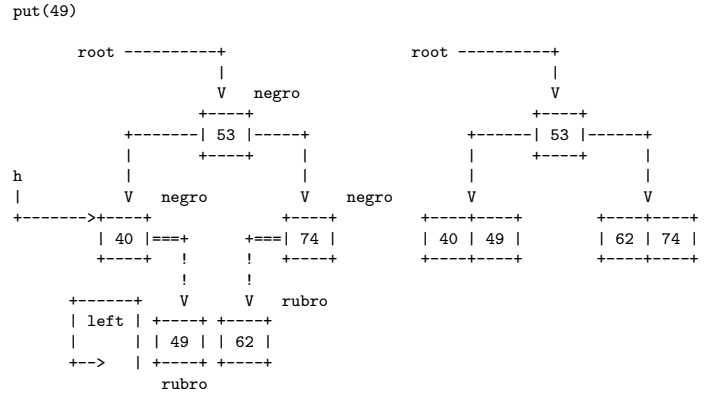 put(49)
root ----------+ root ----------+
| |
V negro V
+----+ +----+
+-------| 53 |-----+ +------| 53 |------+
| +----+ | | +----+ |
h | | | |
| V negro V negro V V
+------->+----+ +----+ +----+----+ +----+----+
| 40 |===+ +===| 74 | | 40 | 49 | | 62 | 74 |
+----+ ! ! +----+ +----+----+ +----+----+
! !
+------+ V V rubro
| left | +----+ +----+
| | | 49 | | 62 |
+--> | +----+ +----+
rubro